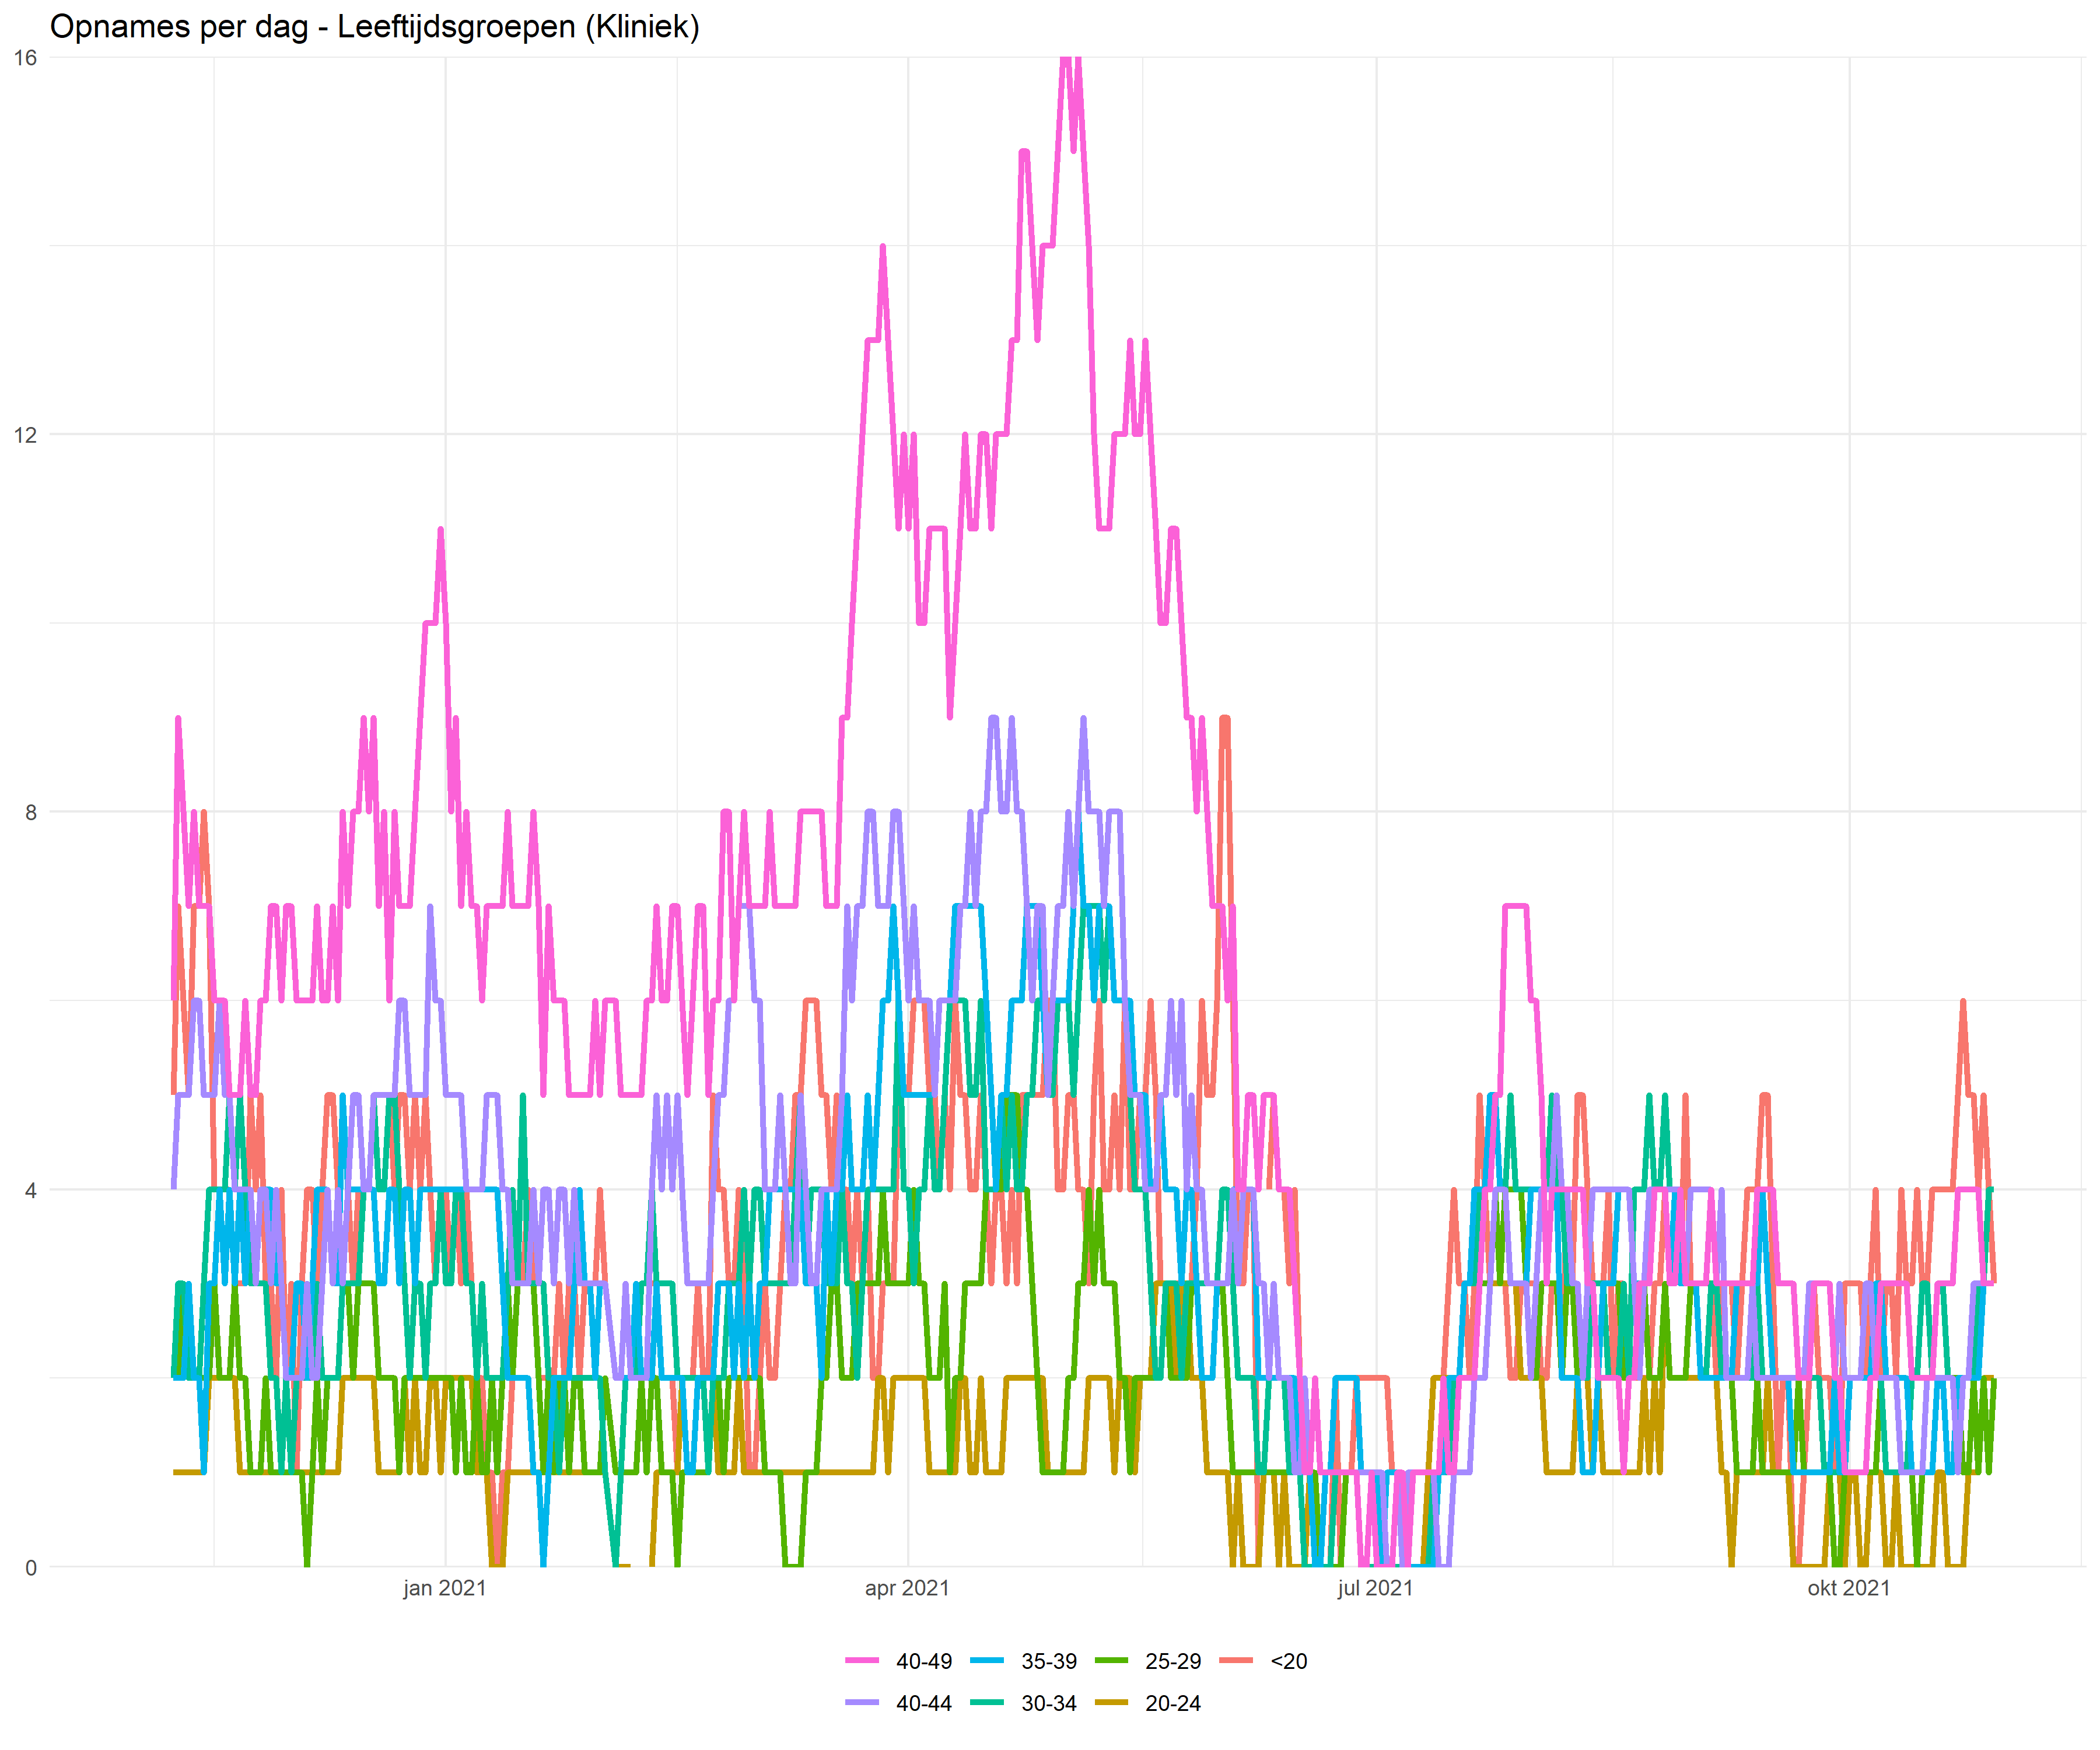 Opnames per dag - Leeftijdsgroepen (Kliniek)
16
12
8
4
0
jan 2021 apr 2021 jul 2021 okt 2021
40-49 35-39 25-29 <20
40-44 30-34 20-24